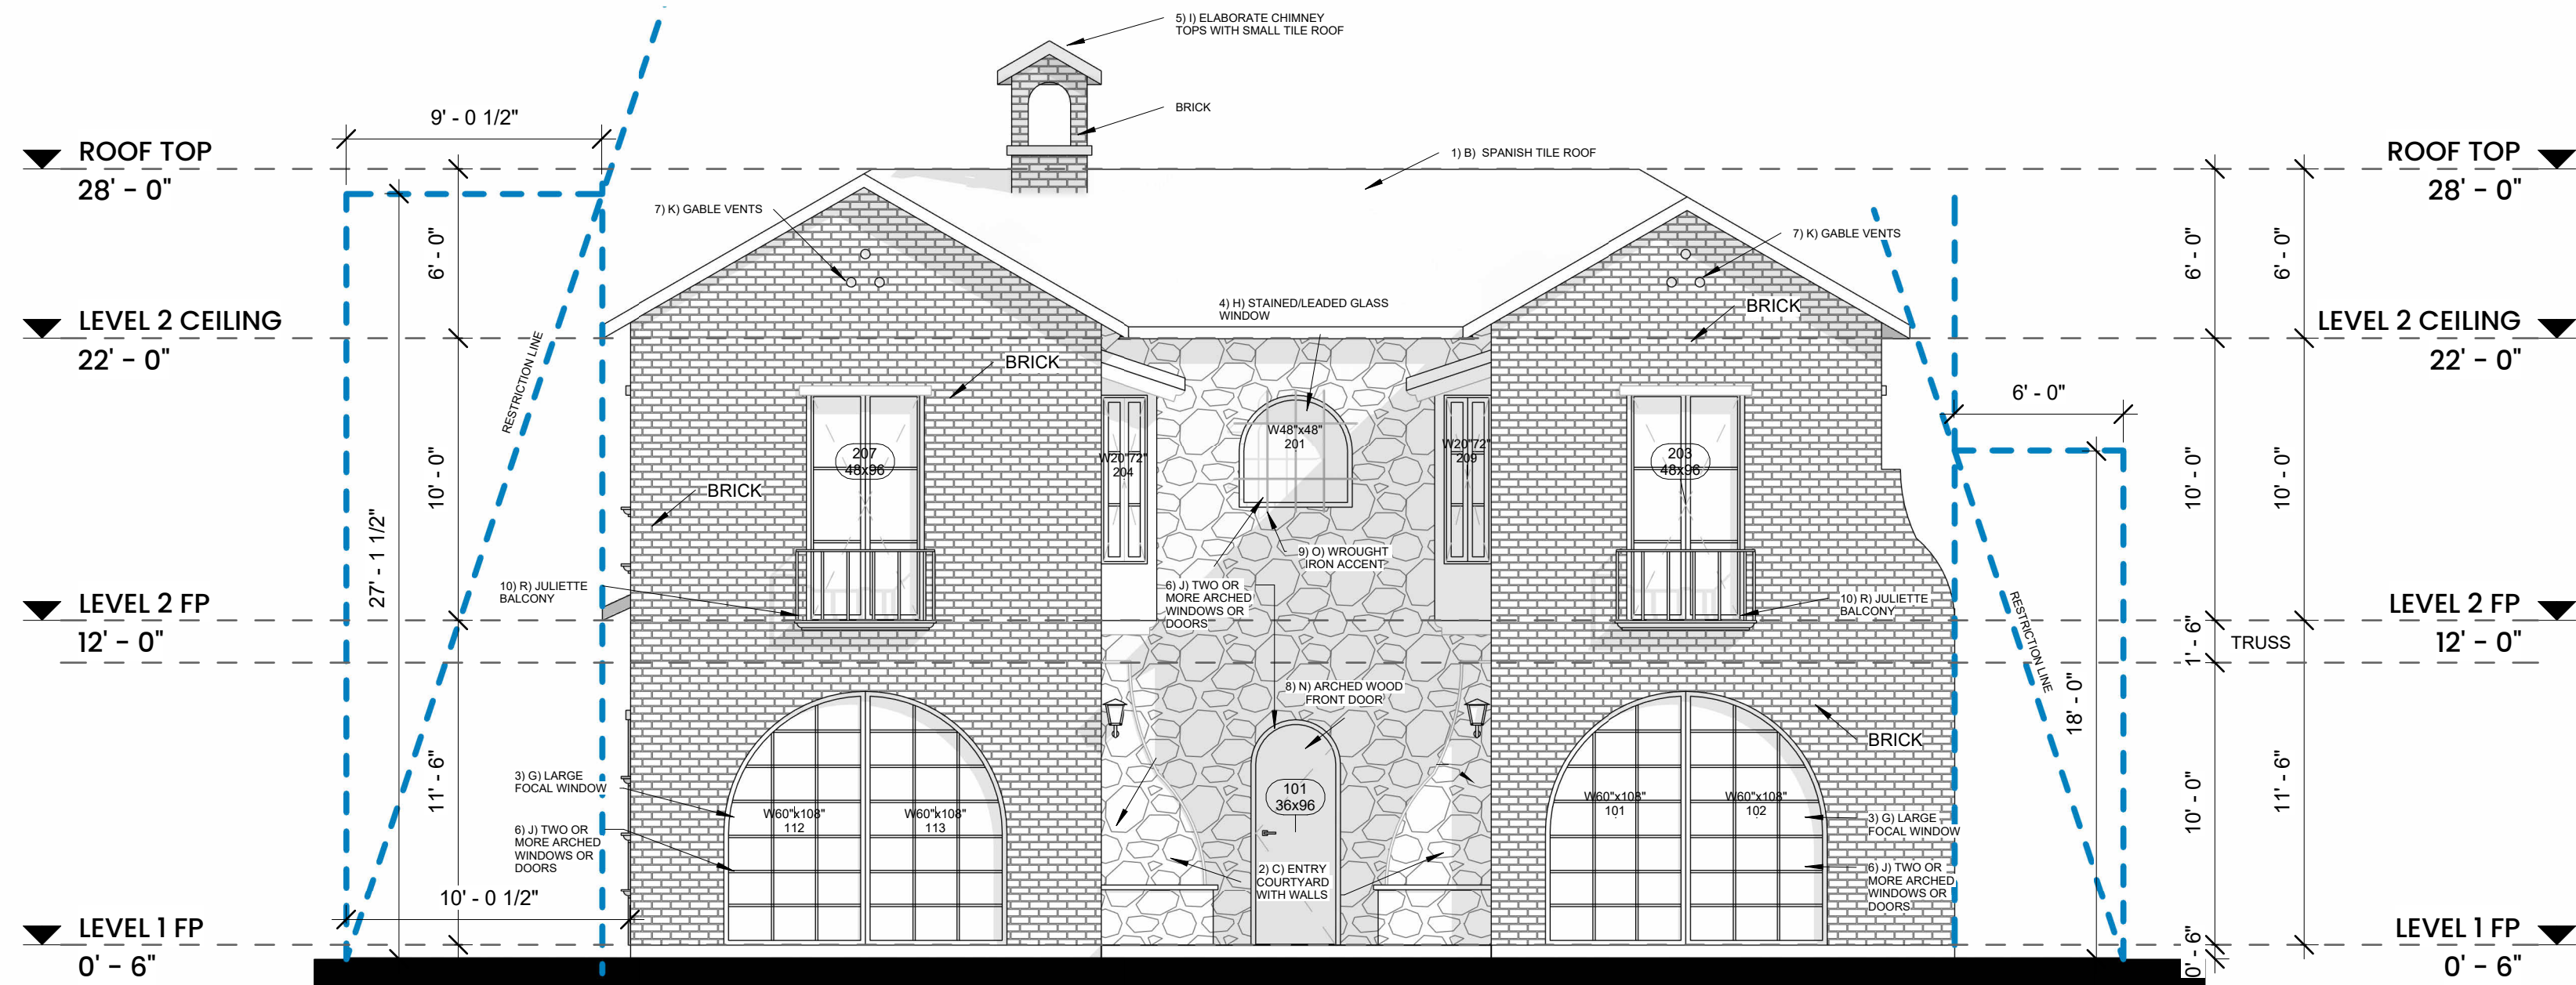 5) I) ELABORATE CHIMNEY
TOPS WITH SMALL TILE ROOF
BRICK
9' - 0 1/2"
1) B) SPANISH TILE ROOF
ROOF TOP
28' - 0"
ROOF TOP
28' - 0"
7) K) GABLE VENTS
7) K) GABLE VENTS
6' - 0"
6' - 0"
6' - 0"
4) H) STAINED/LEADED GLASS
WINDOW
BRICK
LEVEL 2 CEILING
22' - 0"
LEVEL 2 CEILING
22' - 0"
RESTRICTION LINE
BRICK
6' - 0"
W48"x48"
201
207
48x96
W20"72"
204
W20"72"
209
203
48x96
BRICK
10' - 0"
10' - 0"
10' - 0"
27' - 1 1/2"
9) O) WROUGHT
IRON ACCENT
10) R) JULIETTE
BALCONY
6) J) TWO OR
MORE ARCHED
WINDOWS OR
DOORS
10) R) JULIETTE
BALCONY
LEVEL 2 FP
12' - 0"
LEVEL 2 FP
12' - 0"
RESTRICTION LINE
1' - 6"
TRUSS
8) N) ARCHED WOOD
FRONT DOOR
18' - 0"
BRICK
11' - 6"
10' - 0"
11' - 6"
3) G) LARGE
FOCAL WINDOW
W60"x108"
112
W60"x108"
113
101
36x96
W60"x108"
101
W60"x108"
102
3) G) LARGE
FOCAL WINDOW
6) J) TWO OR
MORE ARCHED
WINDOWS OR
DOORS
2) C) ENTRY
COURTYARD
WITH WALLS
6) J) TWO OR
MORE ARCHED
WINDOWS OR
DOORS
10' - 0 1/2"
LEVEL 1 FP
0' - 6"
0' - 6"
LEVEL 1 FP
0' - 6"